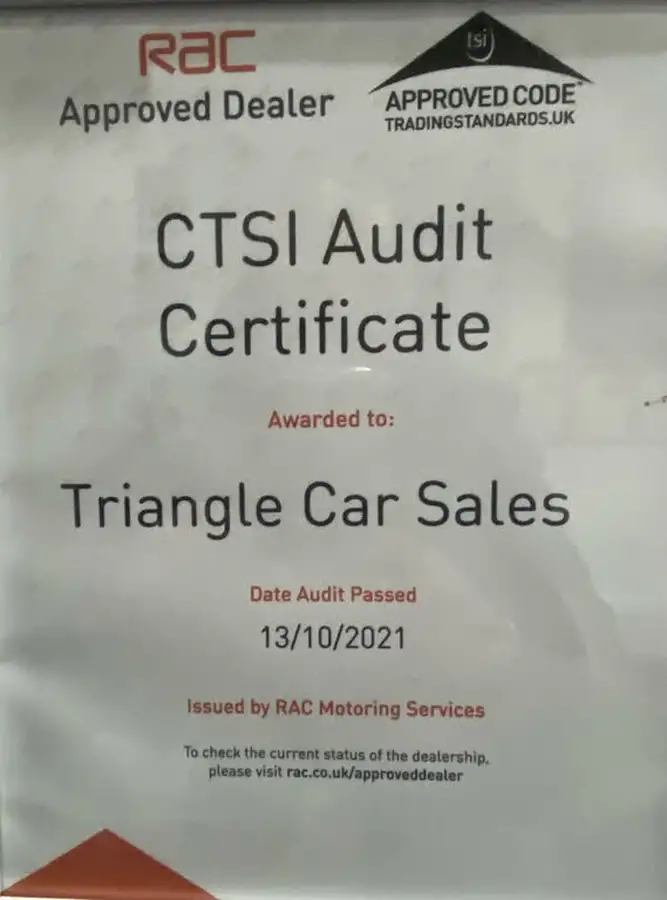 RAC
Approved Dealer
tsi
APPROVED CODE
TRADINGSTANDARDS.UK
CTSI Audit
Certificate
Awarded to:
Triangle Car Sales
Date Audit Passed
13/10/2021
Issued by RAC Motoring Services
To check the current status of the dealership,
please visit rac.co.uk/approveddealer